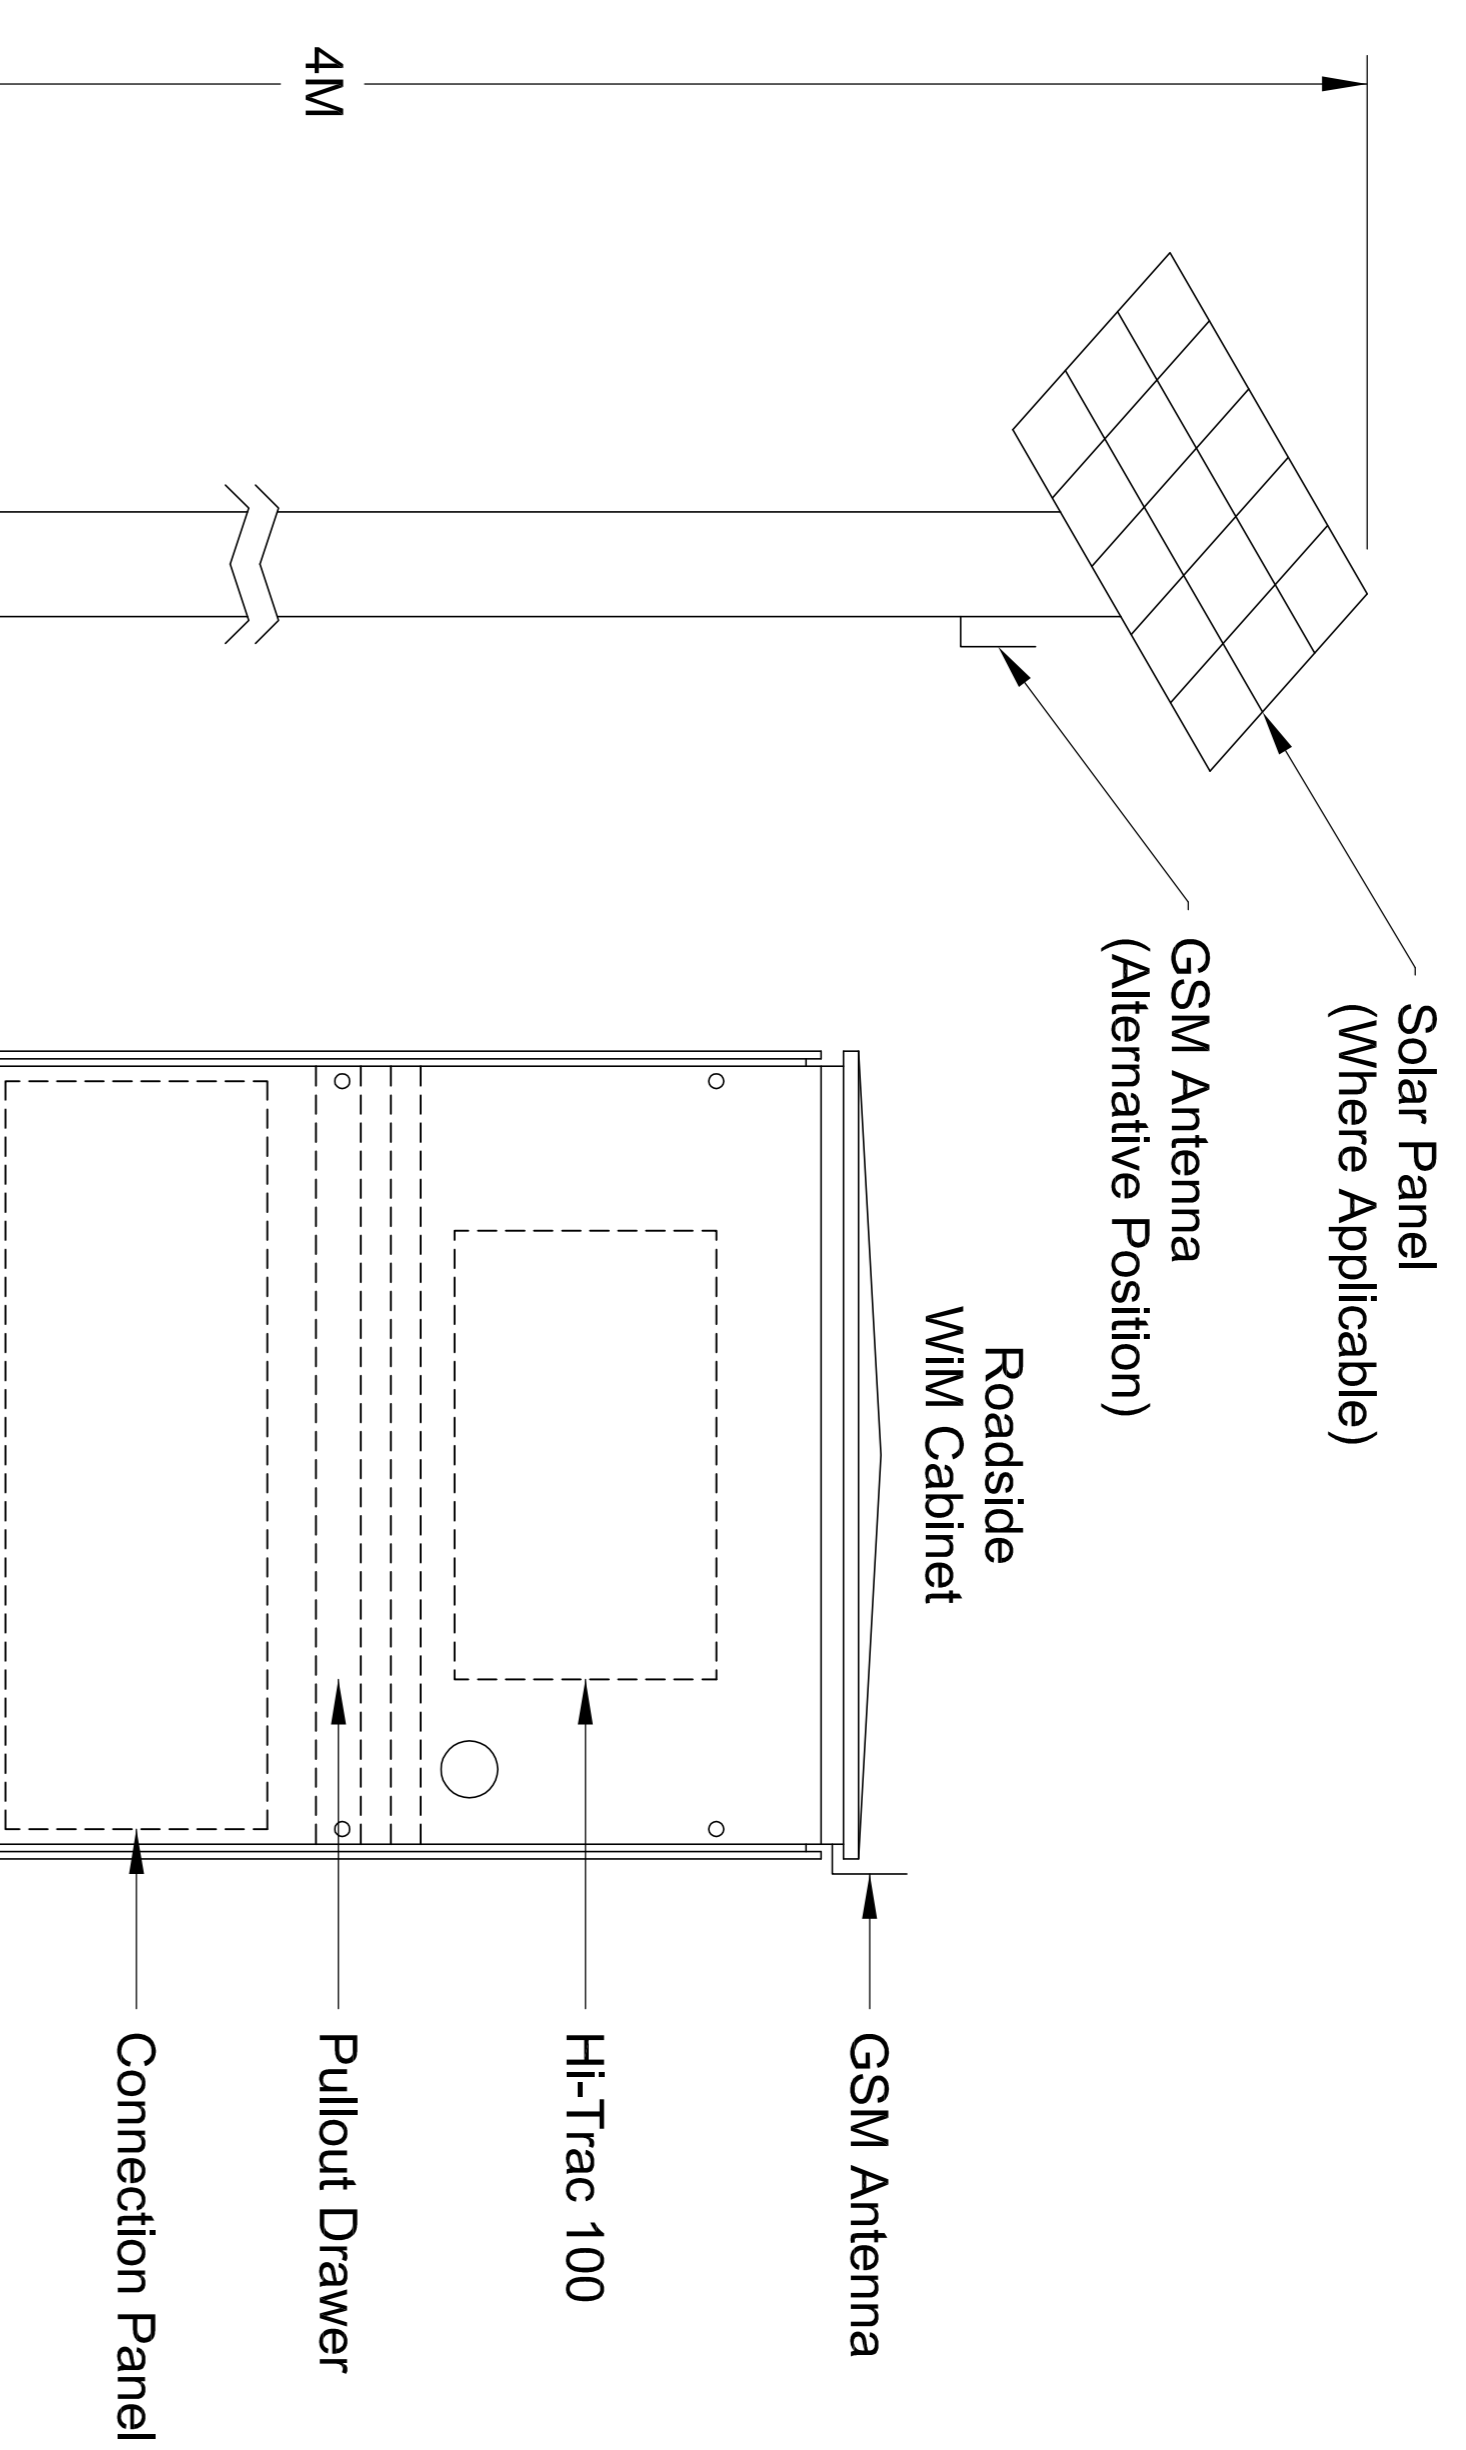 4M
Solar Panel
(Where Applicable)
GSM Antenna
(Alternative Position)
Roadside
WiM Cabinet
GSM Antenna
Hi-Trac 100
Pullout Drawer
Connection Panel